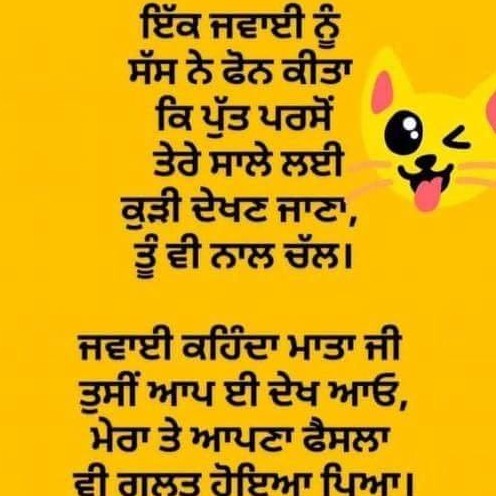 ਇੱਕ ਜਵਾਈ ਨੂੰ
ਸੱਸ ਨੇ ਫੋਨ ਕੀਤਾ
ਕਿ ਪੁੱਤ ਪਰਸੋਂ
ਤੇਰੇ ਸਾਲੇ ਲਈ
ਕੁੜੀ ਦੇਖਣ ਜਾਣਾ,
ਤੂੰ ਵੀ ਨਾਲ ਚੱਲ।
ਜਵਾਈ ਕਹਿੰਦਾ ਮਾਤਾ ਜੀ
ਤੁਸੀਂ ਆਪ ਈ ਦੇਖ ਆਓ,
ਮੇਰਾ ਤੇ ਆਪਣਾ ਫੈਸਲਾ
ਵੀ ਗਲਤ ਹੋਇਆ ਪਿਆ।